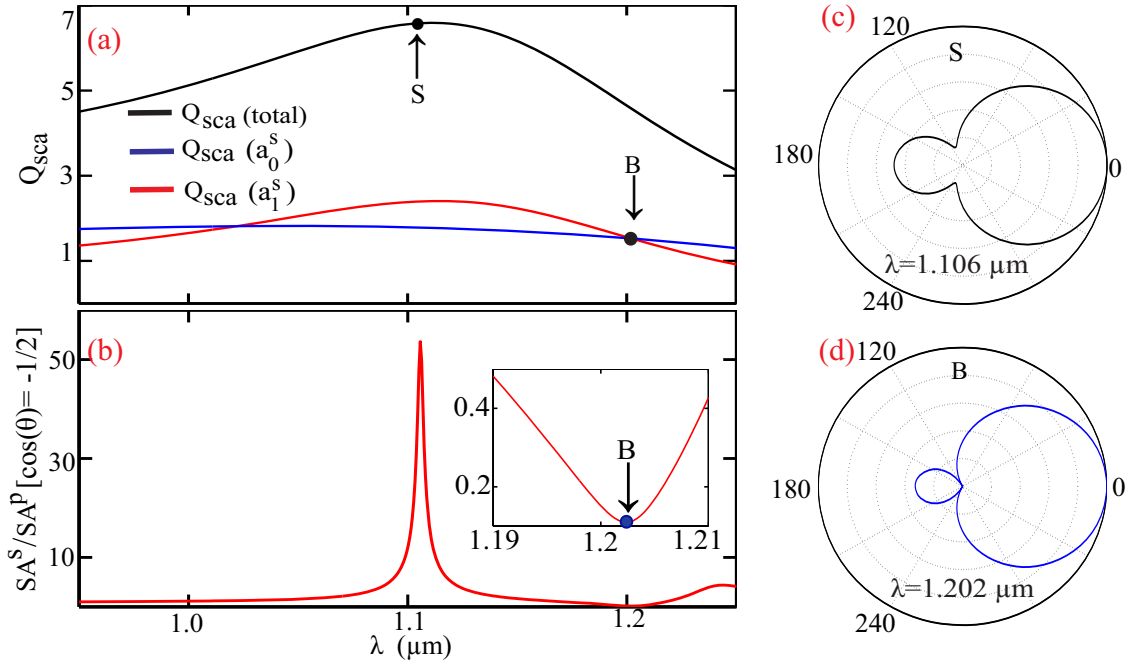 (a)
7
5
3
1
Q_sca
S
B
Q_sca (total)
Q_sca (a_0^s)
Q_sca (a_1^s)
(b)
50
30
10
SA^s/SA^p [cos(θ)= -1/2]
1.0
1.1
1.2
λ (μm)
0.4
0.2
B
1.19
1.2
1.21
(c)
120
S
180
0
λ=1.106 μm
240
(d)
120
B
180
0
λ=1.202 μm
240